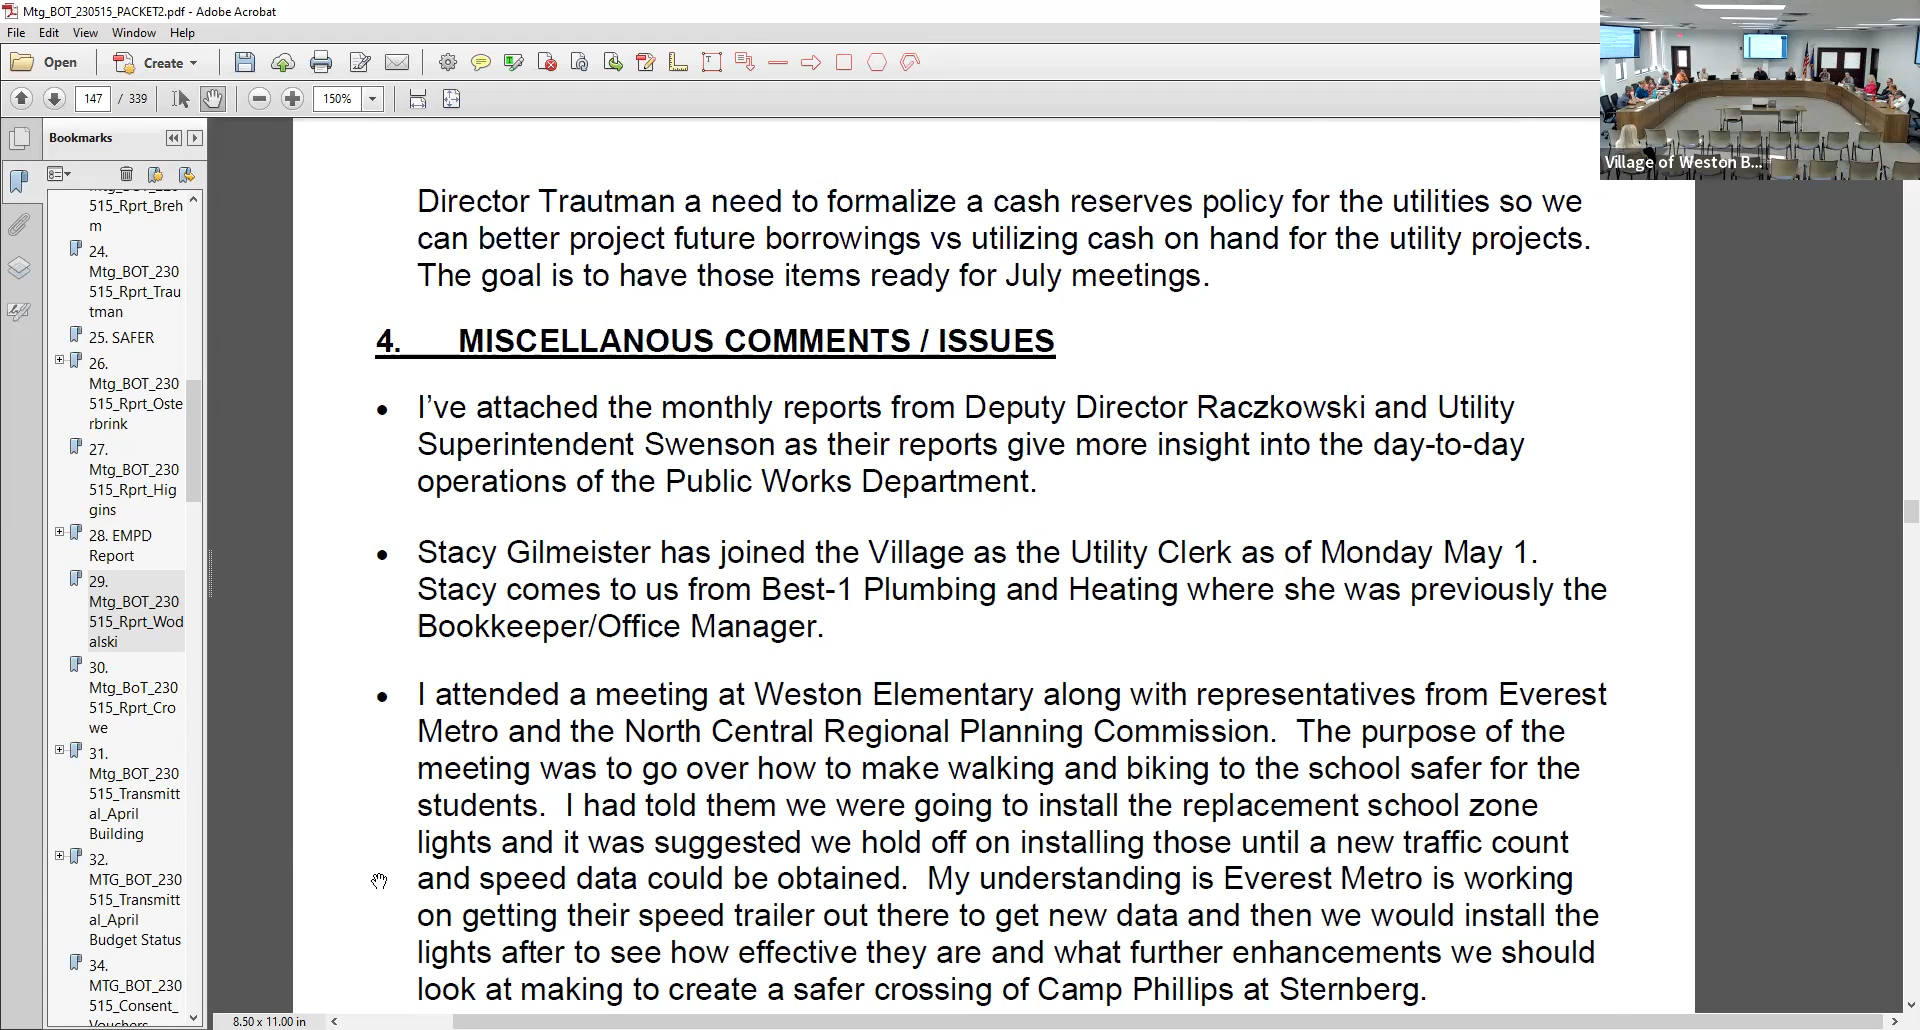 Mtg_BOT_230515_PACKET2.pdf - Adobe Acrobat
File Edit View Window Help
Open Create
147 / 339 150%
Bookmarks
515_Rprt_Breh
m
24.
Mtg_BOT_230
515_Rprt_Trau
tman
25. SAFER
26.
Mtg_BOT_230
515_Rprt_Oste
rbrink
27.
Mtg_BOT_230
515_Rprt_Hig
gins
28. EMPD
Report
29.
Mtg_BOT_230
515_Rprt_Wod
alski
30.
Mtg_BoT_230
515_Rprt_Cro
we
31.
Mtg_BOT_230
515_Transmitt
al_April
Building
32.
MTG_BOT_230
515_Transmitt
al_April
Budget Status
34.
MTG_BOT_230
515_Consent_
Vouchers
Village of Weston B...
Director Trautman a need to formalize a cash reserves policy for the utilities so we
can better project future borrowings vs utilizing cash on hand for the utility projects.
The goal is to have those items ready for July meetings.
4. MISCELLANOUS COMMENTS / ISSUES
• I’ve attached the monthly reports from Deputy Director Raczkowski and Utility
Superintendent Swenson as their reports give more insight into the day-to-day
operations of the Public Works Department.
• Stacy Gilmeister has joined the Village as the Utility Clerk as of Monday May 1.
Stacy comes to us from Best-1 Plumbing and Heating where she was previously the
Bookkeeper/Office Manager.
• I attended a meeting at Weston Elementary along with representatives from Everest
Metro and the North Central Regional Planning Commission. The purpose of the
meeting was to go over how to make walking and biking to the school safer for the
students. I had told them we were going to install the replacement school zone
lights and it was suggested we hold off on installing those until a new traffic count
and speed data could be obtained. My understanding is Everest Metro is working
on getting their speed trailer out there to get new data and then we would install the
lights after to see how effective they are and what further enhancements we should
look at making to create a safer crossing of Camp Phillips at Sternberg.
8.50 x 11.00 in